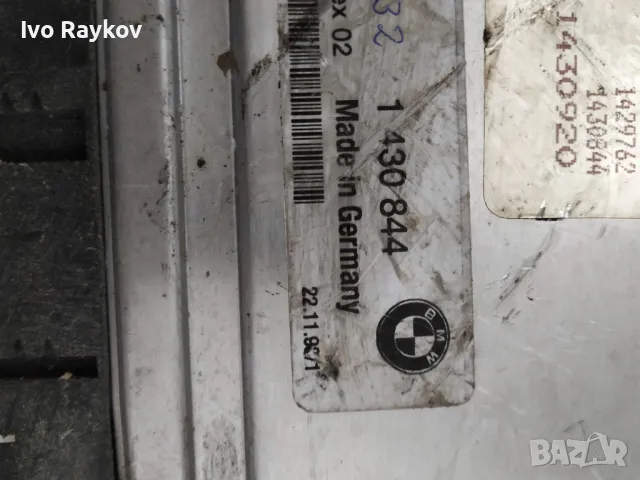 Ivo Raykov
32
ex 02
1 430 844
Made in Germany
BMW
1429762
1430844
1430920
BAZAR